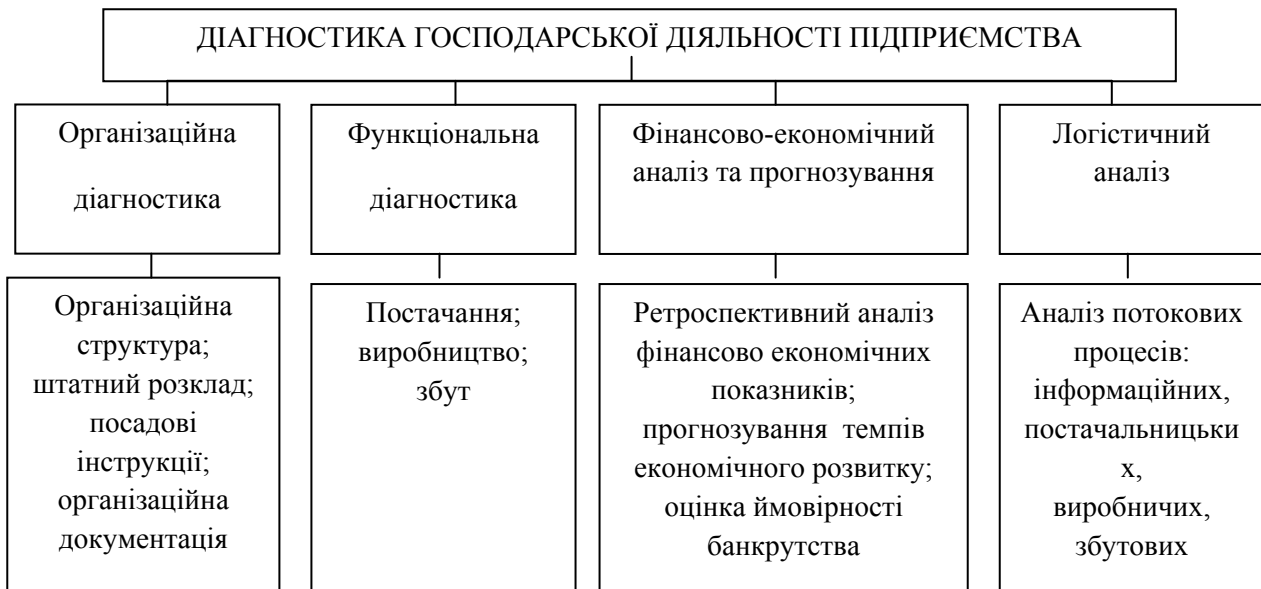 ДІАГНОСТИКА ГОСПОДАРСЬКОЇ ДІЯЛЬНОСТІ ПІДПРИЄМСТВА
Організаційна
діагностика
Функціональна
діагностика
Фінансово-економічний
аналіз та прогнозування
Логістичний
аналіз
Організаційна
структура;
штатний розклад;
посадові
інструкції;
організаційна
документація
Постачання;
виробництво;
збут
Ретроспективний аналіз
фінансово економічних
показників;
прогнозування темпів
економічного розвитку;
оцінка ймовірності
банкрутства
Аналіз потокових
процесів:
інформаційних,
постачальницьки
х,
виробничих,
збутових